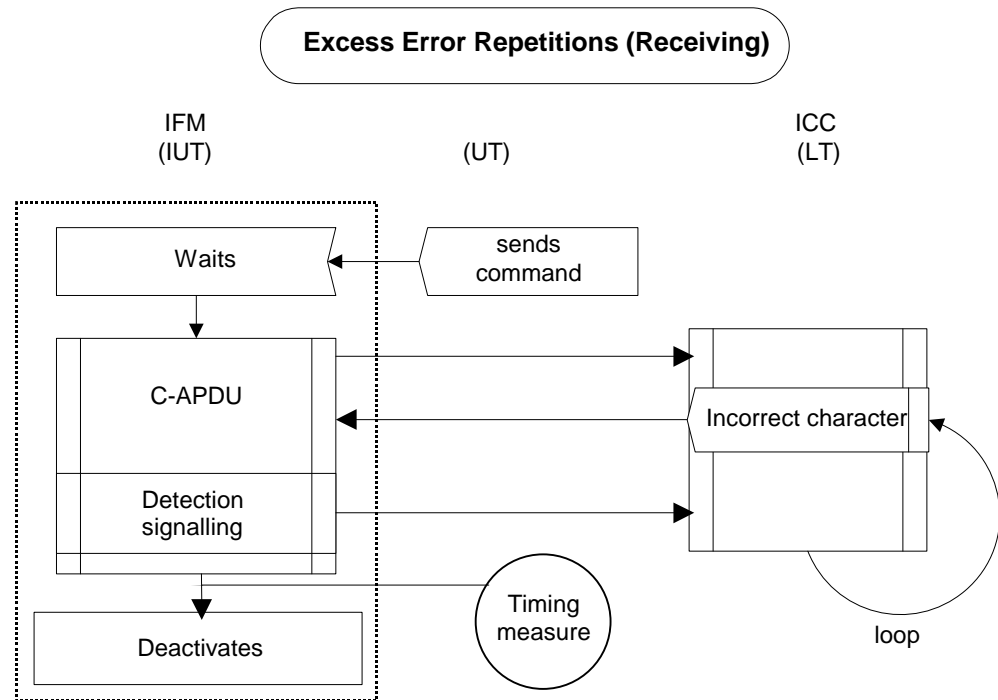 Excess Error Repetitions (Receiving)
IFM
(IUT)
(UT)
ICC
(LT)
Waits
sends
command
C-APDU
Incorrect character
Detection
signalling
Timing
measure
loop
Deactivates